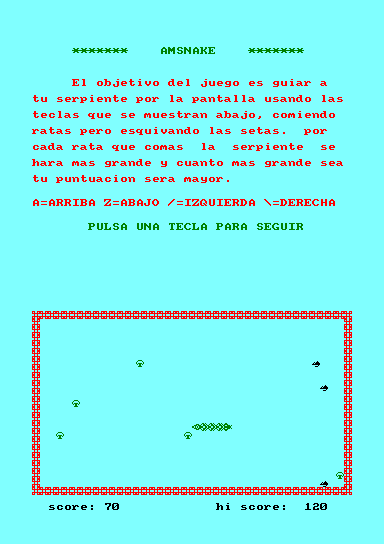 ******* AMSNAKE *******
El objetivo del juego es guiar a
tu serpiente por la pantalla usando las
teclas que se muestran abajo, comiendo
ratas pero esquivando las setas. por
cada rata que comas la serpiente se
hara mas grande y cuanto mas grande sea
tu puntuacion sera mayor.
A=ARRIBA Z=ABAJO /=IZQUIERDA \=DERECHA
PULSA UNA TECLA PARA SEGUIR
score: 70 hi score: 120